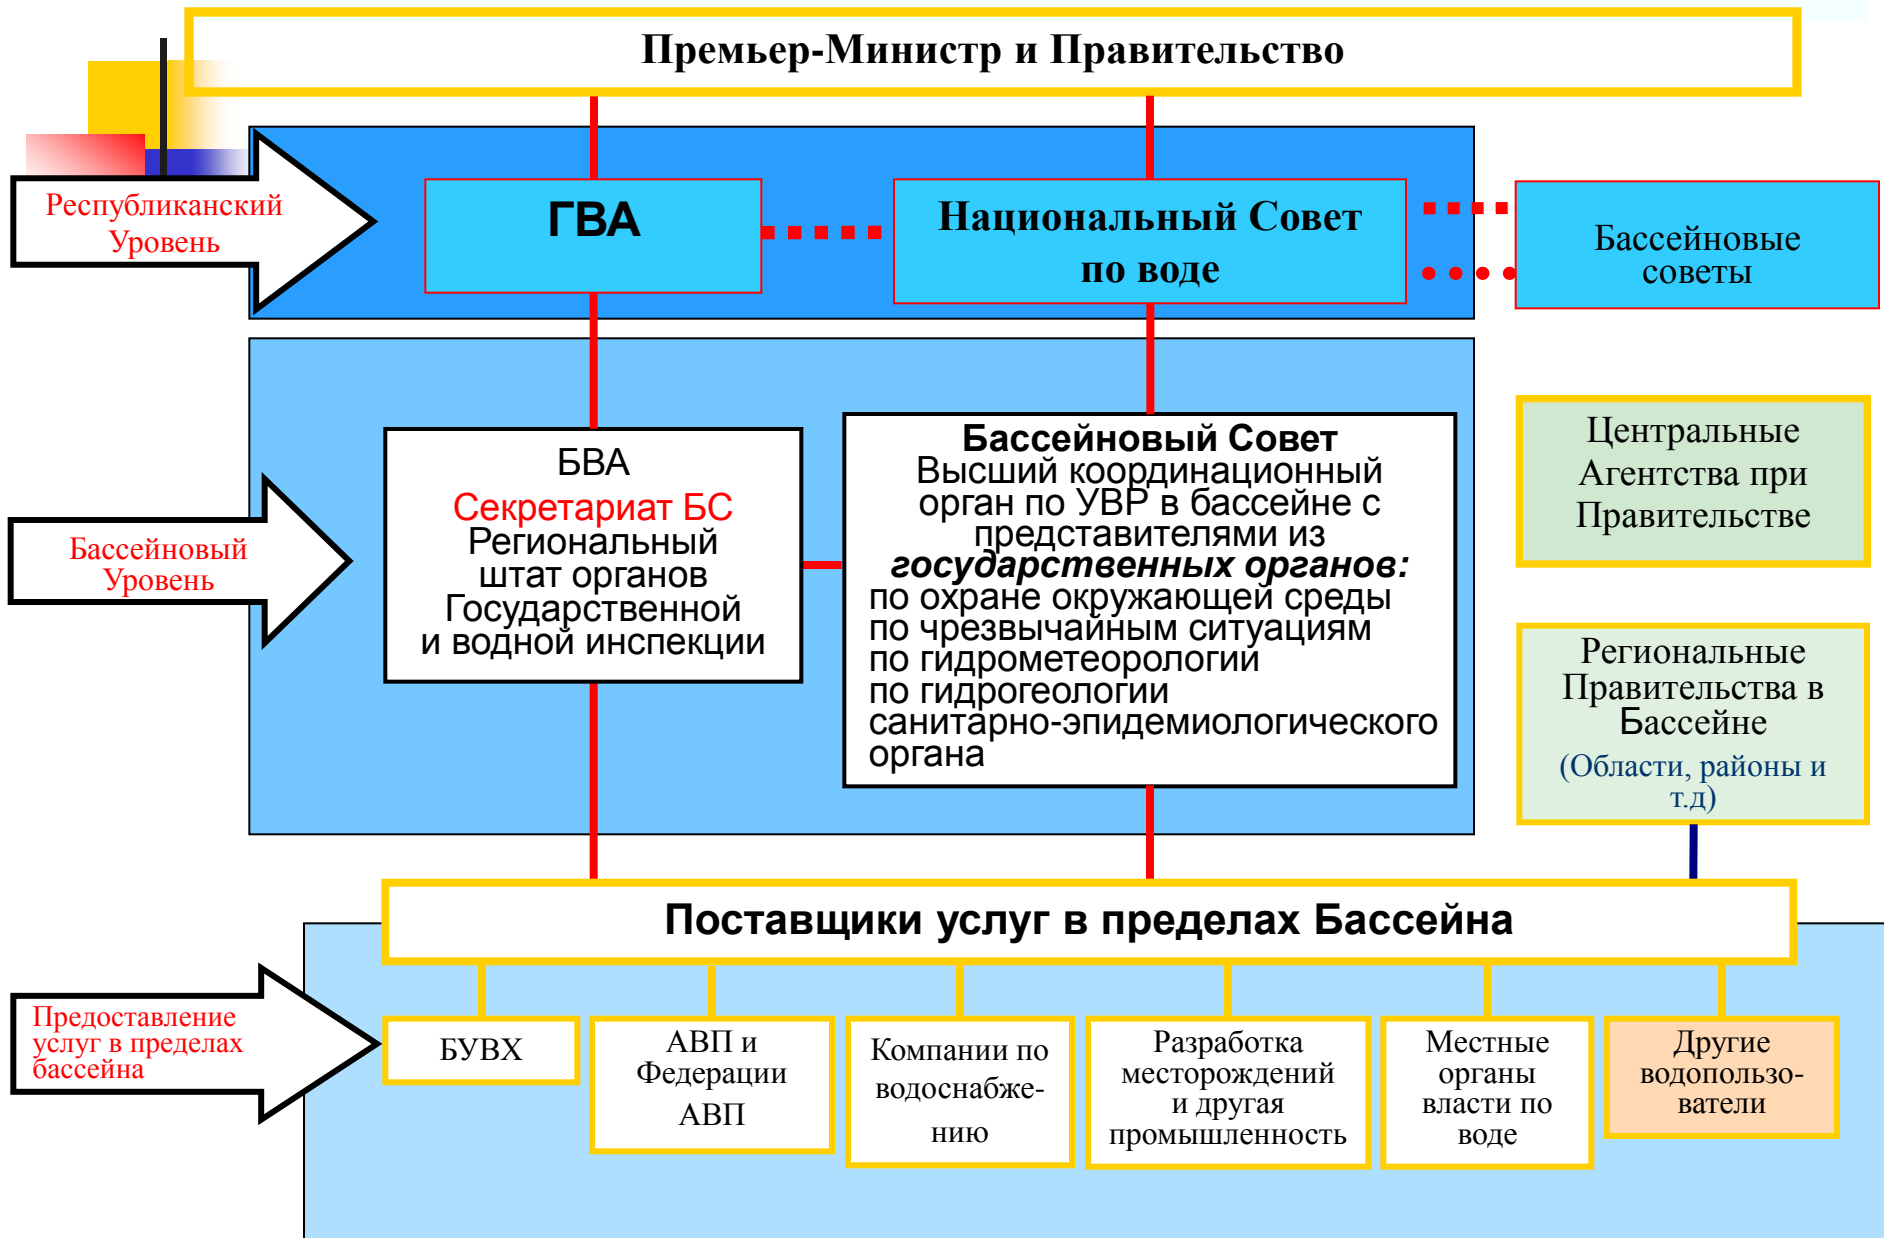 Премьер-Министр и Правительство
Республиканский
Уровень
ГВА
Национальный Совет
по воде
Бассейновые
советы
Бассейновый
Уровень
БВА
Секретариат БС
Региональный
штат органов
Государственной
и водной инспекции
Бассейновый Совет
Высший координационный
орган по УВР в бассейне с
представителями из
государственных органов:
по охране окружающей среды
по чрезвычайным ситуациям
по гидрометеорологии
по гидрогеологии
санитарно-эпидемиологического
органа
Центральные
Агентства при
Правительстве
Региональные
Правительства в
Бассейне
(Области, районы и
т.д)
Поставщики услуг в пределах Бассейна
Предоставление
услуг в пределах
бассейна
БУВХ
АВП и
Федерации
АВП
Компании по
водоснабже-
нию
Разработка
месторождений
и другая
промышленность
Местные
органы
власти по
воде
Другие
водопользо-
ватели